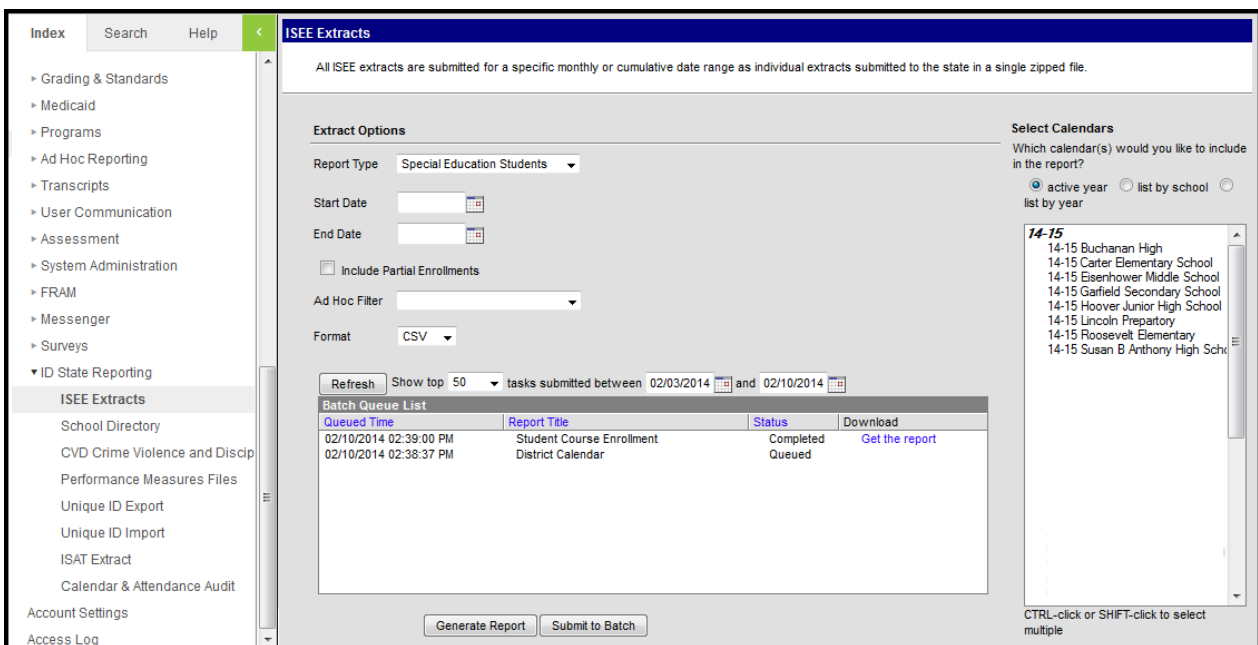 Index Search Help <
Grading & Standards
Medicaid
Programs
Ad Hoc Reporting
Transcripts
User Communication
Assessment
System Administration
FRAM
Messenger
Surveys
ID State Reporting
ISEE Extracts
School Directory
CVD Crime Violence and Discip
Performance Measures Files
Unique ID Export
Unique ID Import
ISAT Extract
Calendar & Attendance Audit
Account Settings
Access Log
ISEE Extracts
All ISEE extracts are submitted for a specific monthly or cumulative date range as individual extracts submitted to the state in a single zipped file.
Extract Options
Report Type Special Education Students
Start Date
End Date
Include Partial Enrollments
Ad Hoc Filter
Format CSV
Refresh Show top 50 tasks submitted between 02/03/2014 and 02/10/2014
Batch Queue List
Queued Time Report Title Status Download
02/10/2014 02:39:00 PM Student Course Enrollment Completed Get the report
02/10/2014 02:38:37 PM District Calendar Queued
Generate Report Submit to Batch
Select Calendars
Which calendar(s) would you like to include
in the report?
active year list by school
list by year
14-15
14-15 Buchanan High
14-15 Carter Elementary School
14-15 Eisenhower Middle School
14-15 Garfield Secondary School
14-15 Hoover Junior High School
14-15 Lincoln Prepartory
14-15 Roosevelt Elementary
14-15 Susan B Anthony High Scho
CTRL-click or SHIFT-click to select
multiple